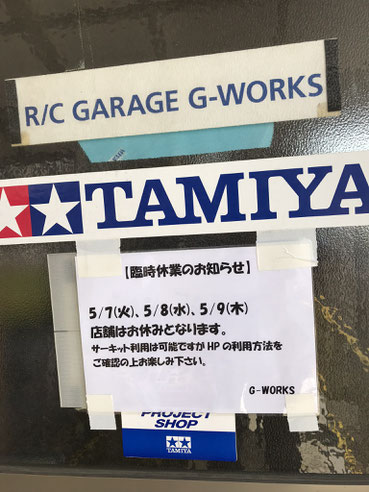 R/C GARAGE G-WORKS
TAMIYA
【臨時休業のお知らせ】
5/7(火)、5/8(水)、5/9(木)
店舗はお休みとなります。
サーキット利用は可能ですがHPの利用方法を
ご確認の上お楽しみ下さい。
G-WORKS
PROJECT
SHOP
TAMIYA